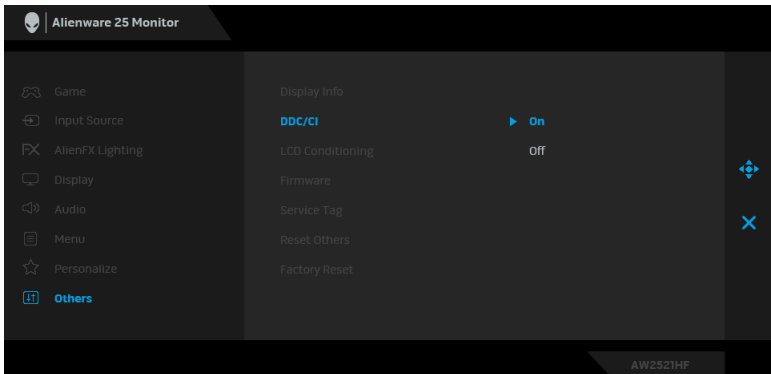 Alienware 25 Monitor
Game
Input Source
AlienFX Lighting
Display
Audio
Menu
Personalize
Others
Display Info
DDC/CI On
LCD Conditioning Off
Firmware
Service Tag
Reset Others
Factory Reset
AW2521HF